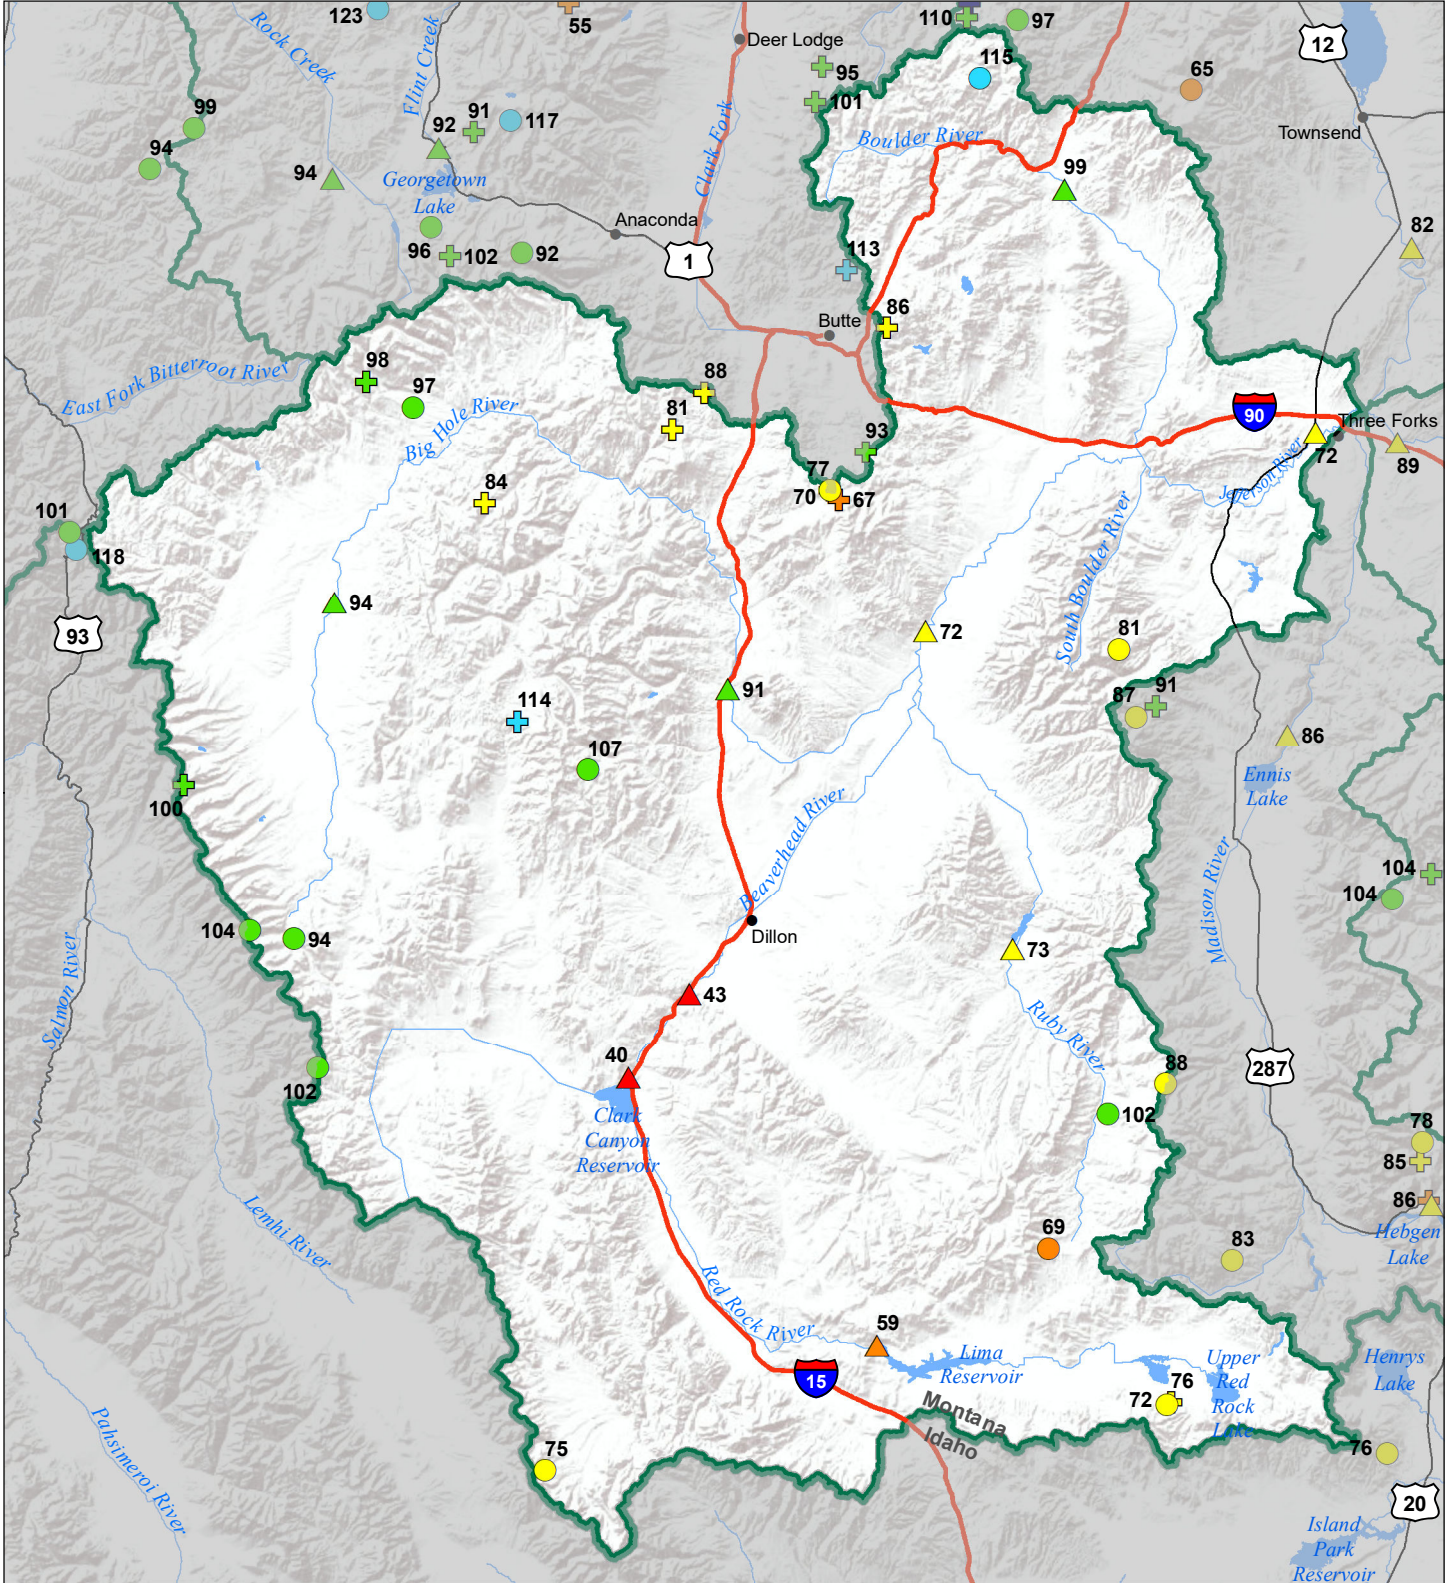 123
55
110
97
12
Rock Creek
Flint Creek
Deer Lodge
115
95
65
101
99
91
117
92
Townsend
94
94
Boulder River
Clark Fork
99
Georgetown
Lake
Anaconda
96
102
92
1
113
82
86
Butte
East Fork Bitterroot River
98
97
88
81
Big Hole River
90
Three Forks
72
89
93
77
70
67
84
Jefferson River
South Boulder River
101
118
93
94
72
81
91
87
91
114
107
86
Ennis
Lake
100
Beaverhead River
Madison River
104
104
104
94
Dillon
73
Salmon River
43
Ruby River
40
287
88
102
102
Clark
Canyon
Reservoir
78
85
86
Hebgen
Lake
Lemhi River
69
83
Red Rock River
59
Lima
Reservoir
Upper
Red
Rock
Lake
Henrys
Lake
15
76
72
Montana
Idaho
Pahsimeroi River
75
76
20
Island
Park
Reservoir